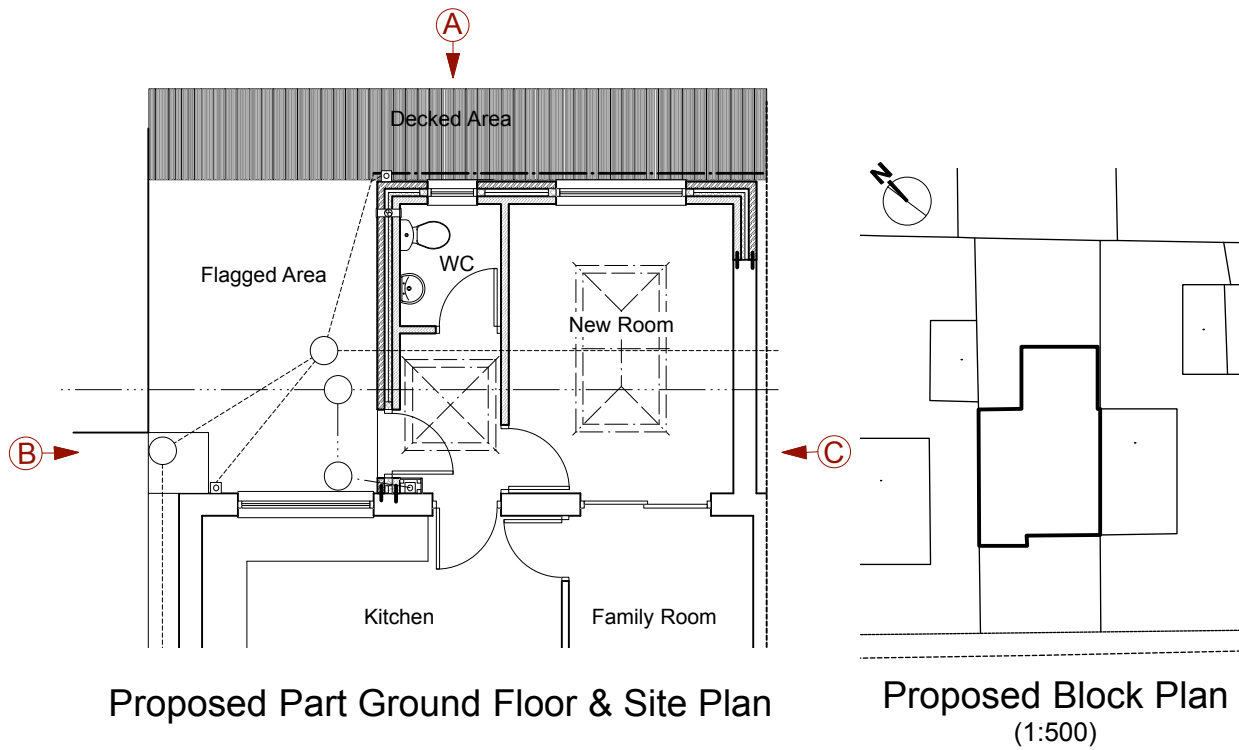 A
Decked Area
N
WC
Flagged Area
New Room
B
C
Kitchen
Family Room
Proposed Part Ground Floor & Site Plan
Proposed Block Plan
(1:500)